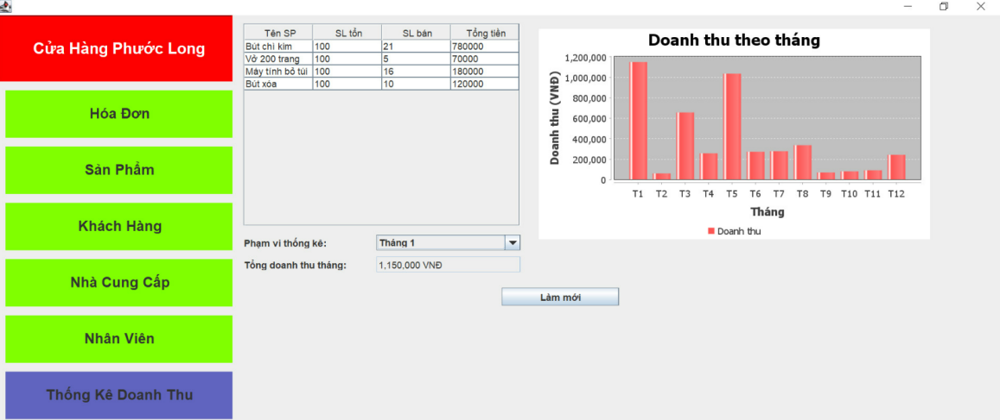 Cửa Hàng Phước Long
Hóa Đơn
Sản Phẩm
Khách Hàng
Nhà Cung Cấp
Nhân Viên
Thống Kê Doanh Thu
Tên SP SL tồn SL bán Tổng tiền
Bút chì kim 100 21 780000
Vở 200 trang 100 5 70000
Máy tính bỏ túi 100 16 180000
Bút xóa 100 10 120000
Phạm vi thống kê: Tháng 1
Tổng doanh thu tháng: 1,150,000 VNĐ
Làm mới
Doanh thu theo tháng
Doanh thu (VNĐ)
1,200,000
1,000,000
800,000
600,000
400,000
200,000
0
T1 T2 T3 T4 T5 T6 T7 T8 T9 T10 T11 T12
Tháng
Doanh thu